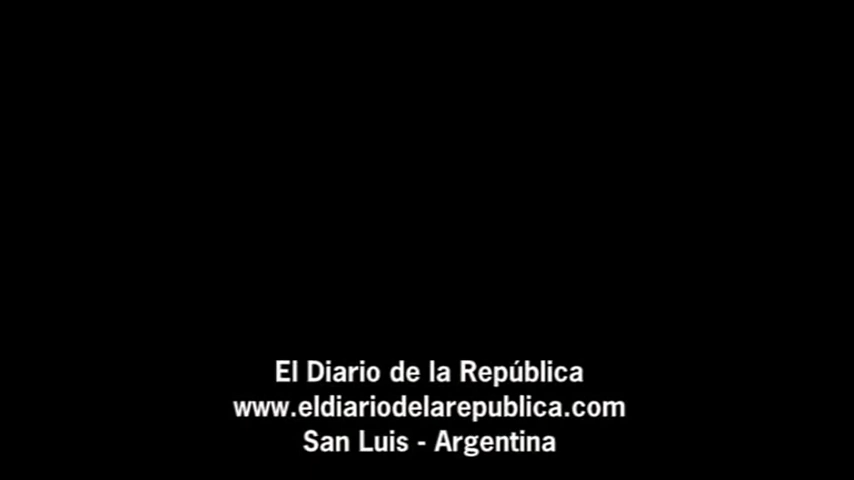 El Diario de la República
www.eldiariodelarepublica.com
San Luis - Argentina